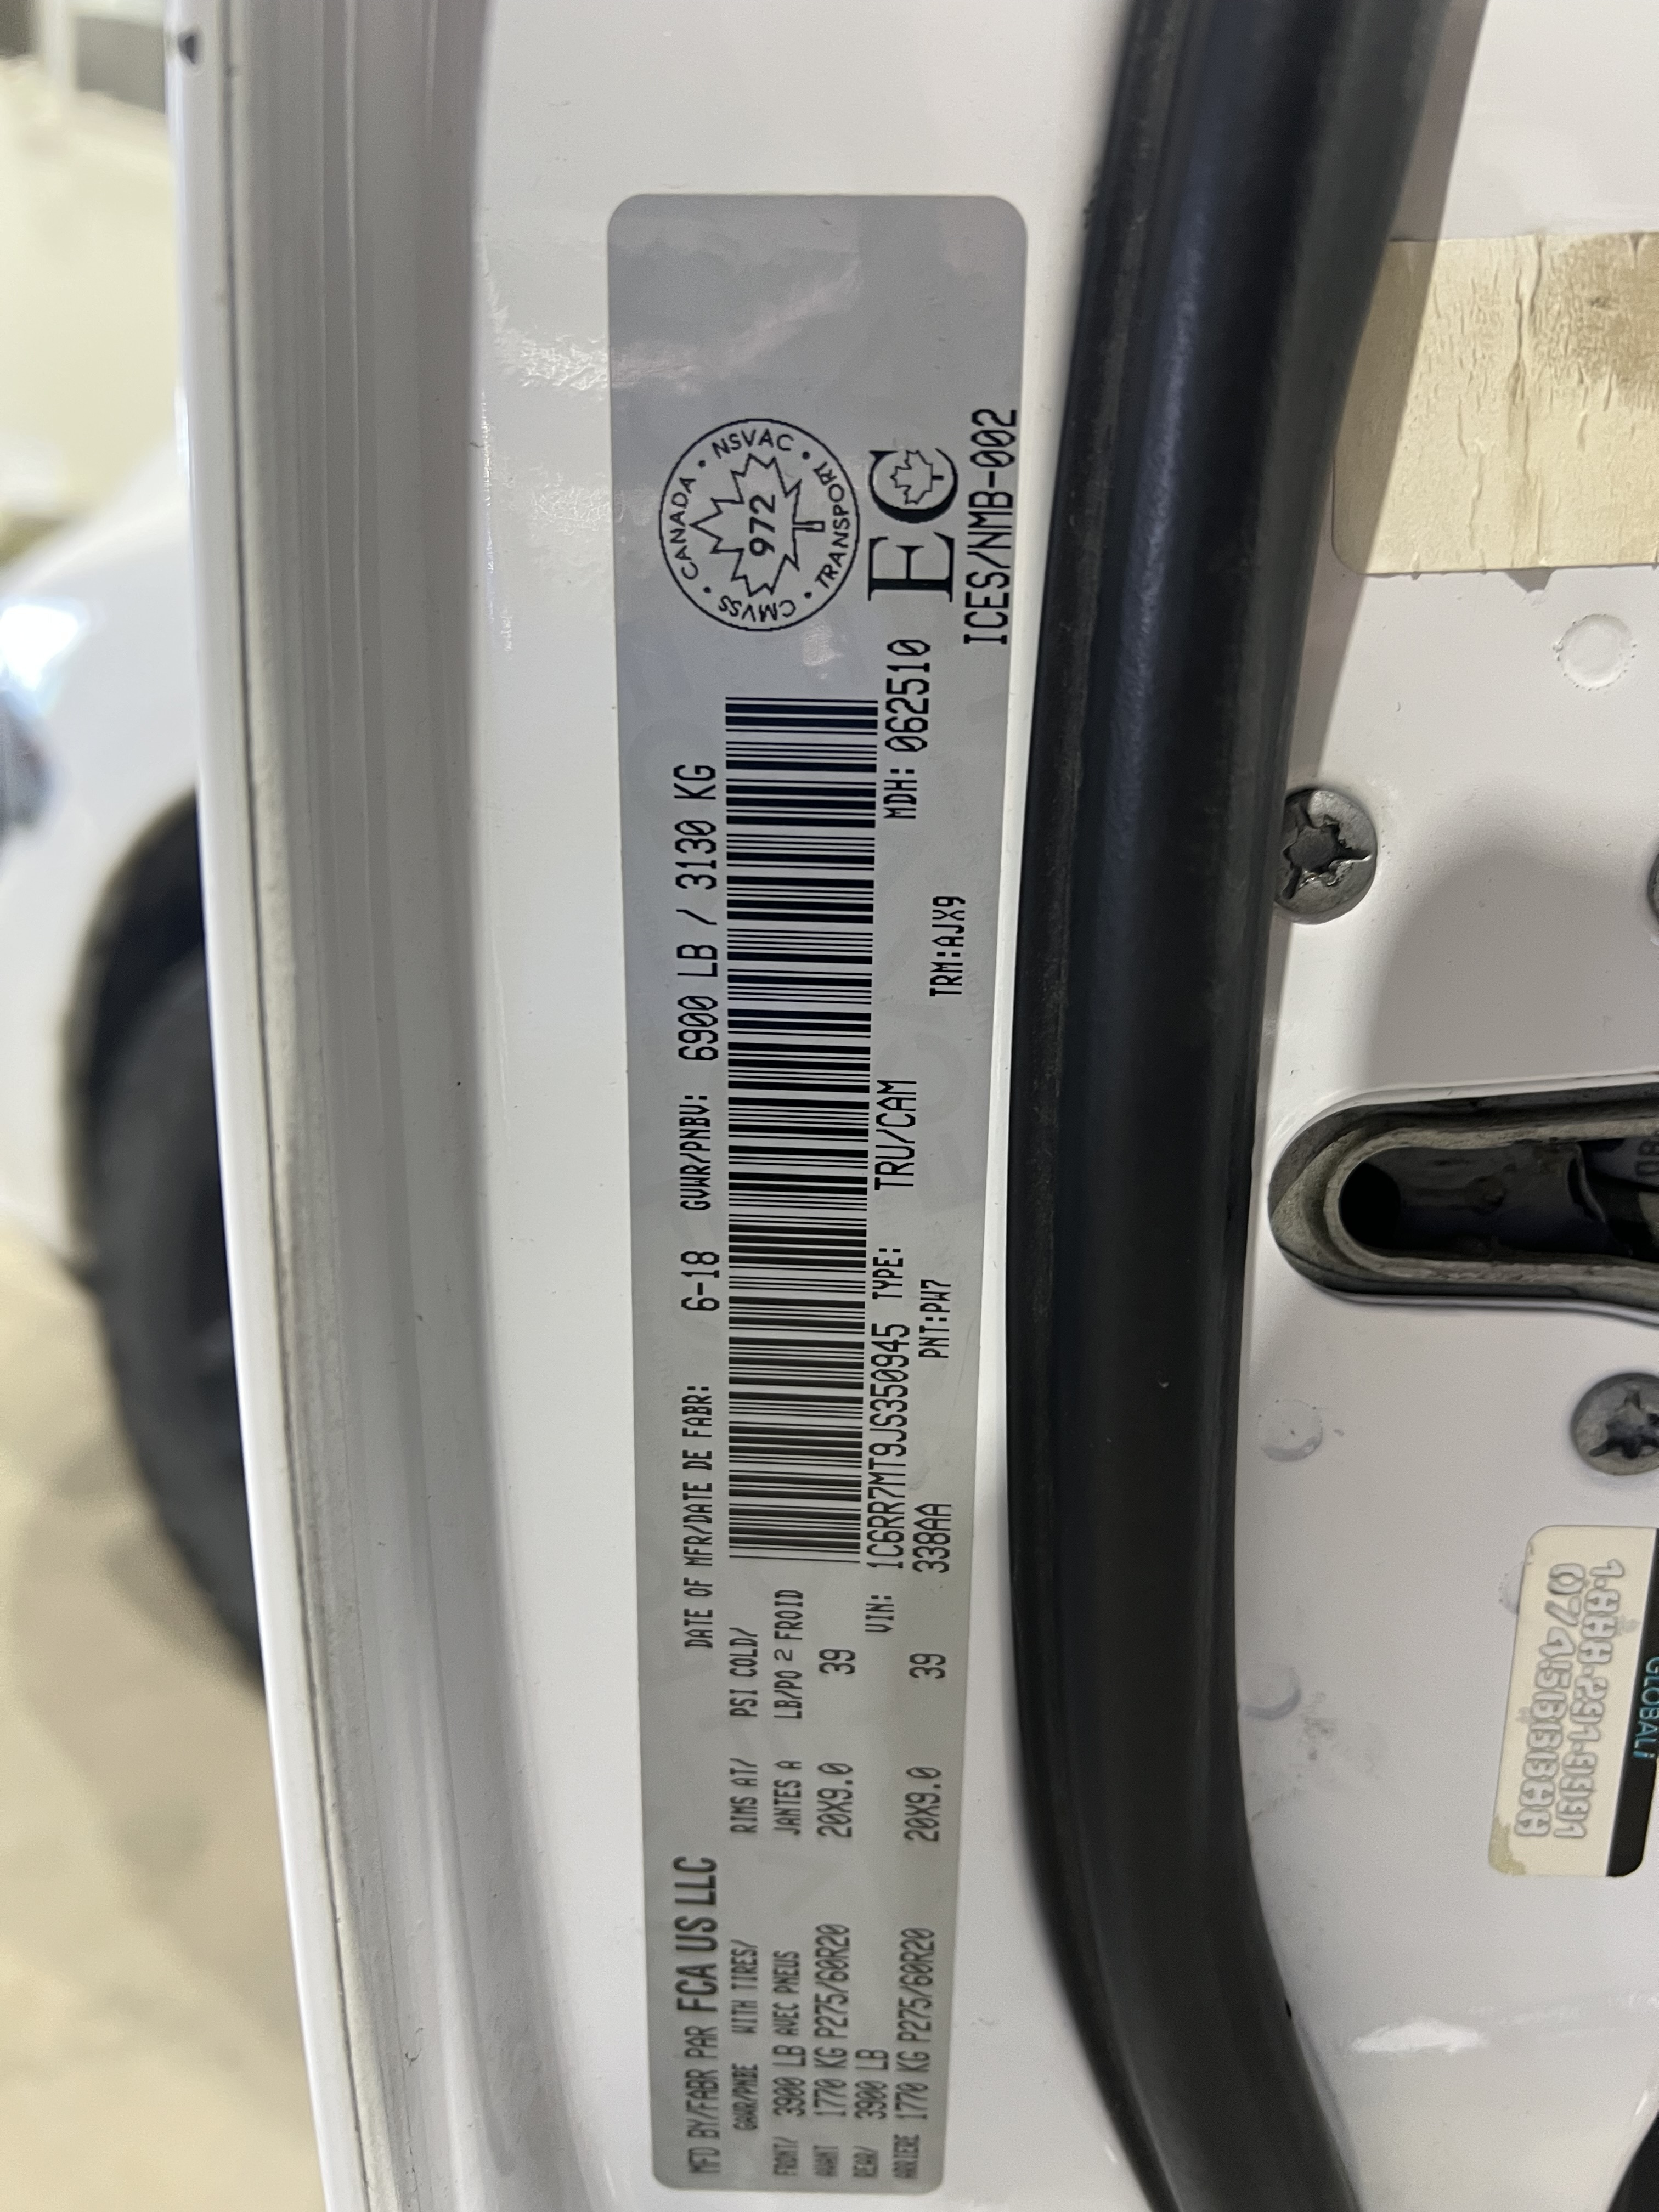 MFD BY/FABR PAR FCA US LLC
DATE OF MFR/DATE DE FABR: 6-18 GVWR/PNBV: 6900 LB / 3130 KG
GAWR/PNBE WITH TIRES/ RIMS AT/ PSI COLD/
FRONT/ 3900 LB AVEC PNEUS JANTES A LB/PO 2 FROID
AVANT 1770 KG P275/60R20 20X9.0 39
REAR/ 3900 LB
ARRIERE 1770 KG P275/60R20 20X9.0 39
VIN: 1C6RR7MT9JS350945 TYPE: TRU/CAM MDH: 062510
338AA PNT:PW7 TRM:AJX9
CANADA • NSVAC • TRANSPORT • CMVSS •
972
EC
ICES/NMB-002
GLOBALi